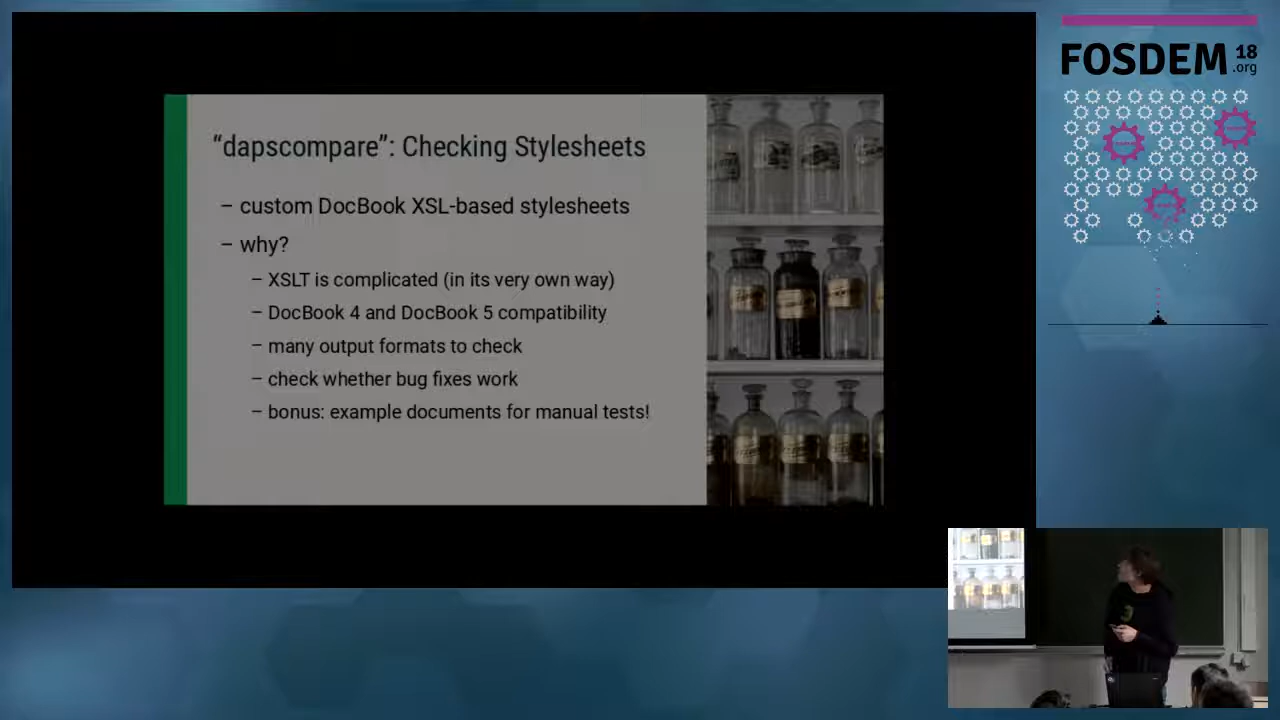 “dapscompare”: Checking Stylesheets
– custom DocBook XSL-based stylesheets
– why?
– XSLT is complicated (in its very own way)
– DocBook 4 and DocBook 5 compatibility
– many output formats to check
– check whether bug fixes work
– bonus: example documents for manual tests!
FOSDEM 18
.org